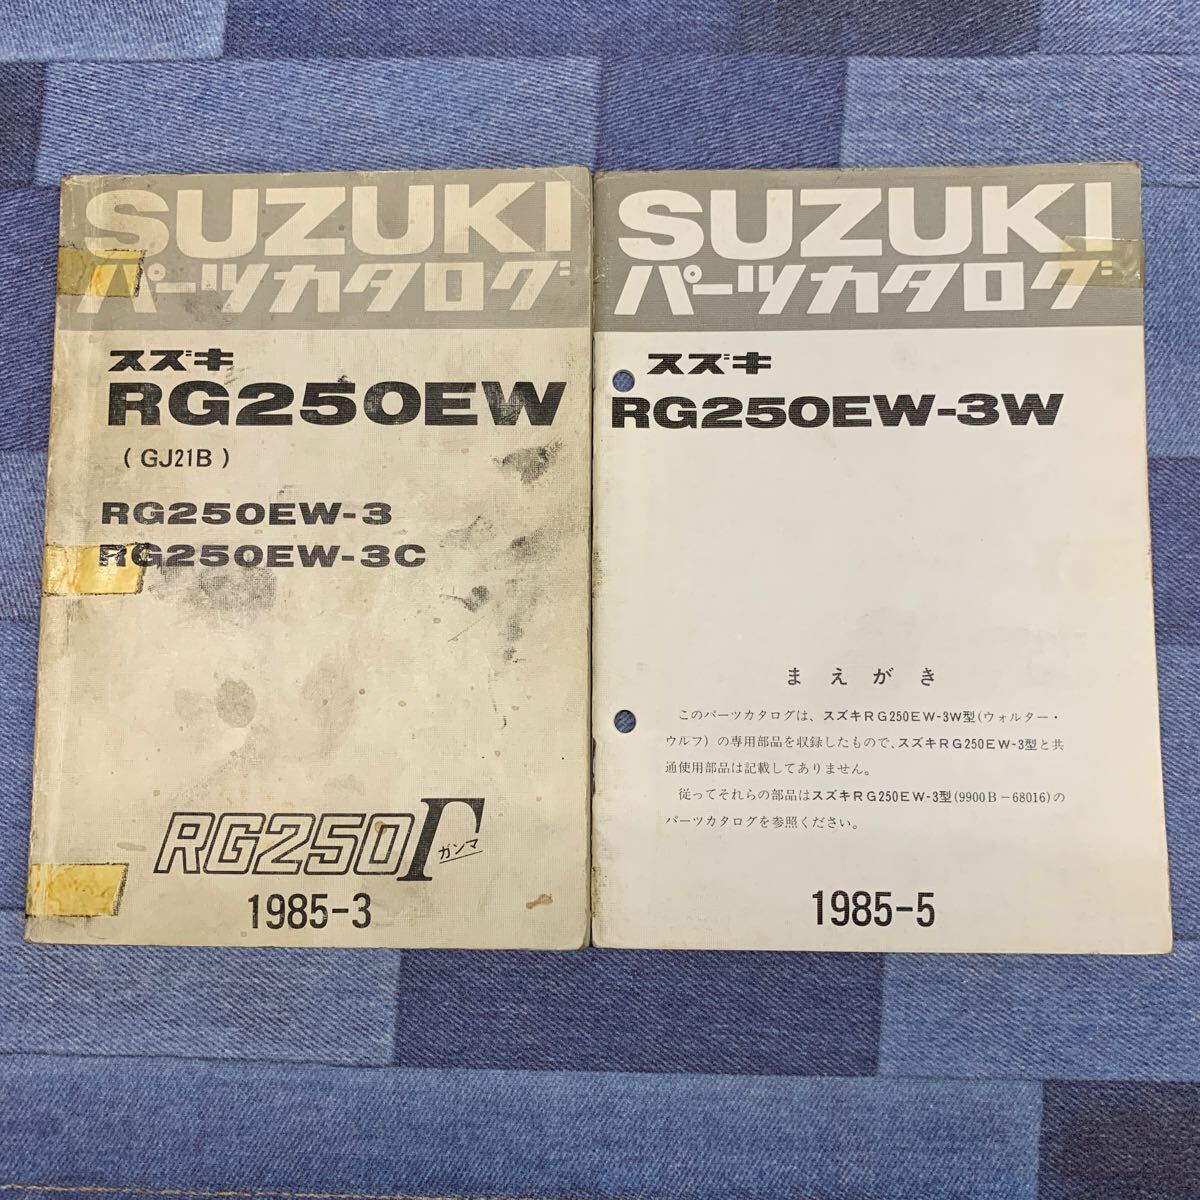 SUZUKI
パーツカタログ
スズキ
RG250EW
( GJ21B )
RG250EW-3
RG250EW-3C
RG250Γ
ガンマ
1985-3
SUZUKI
パーツカタログ
スズキ
RG250EW-3W
まえがき
このパーツカタログは、スズキRG250EW-3W型(ウォルター・
ウルフ)の専用部品を収録したもので、スズキRG250EW-3型と共
通使用部品は記載してありません。
従ってそれらの部品はスズキRG250EW-3型(9900B-68016)の
パーツカタログを参照ください。
1985-5